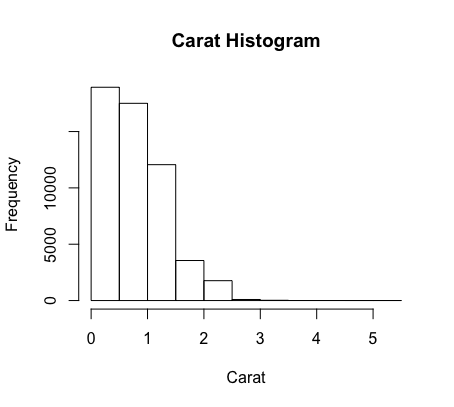 Carat Histogram
Frequency
10000
5000
0
0 1 2 3 4 5
Carat